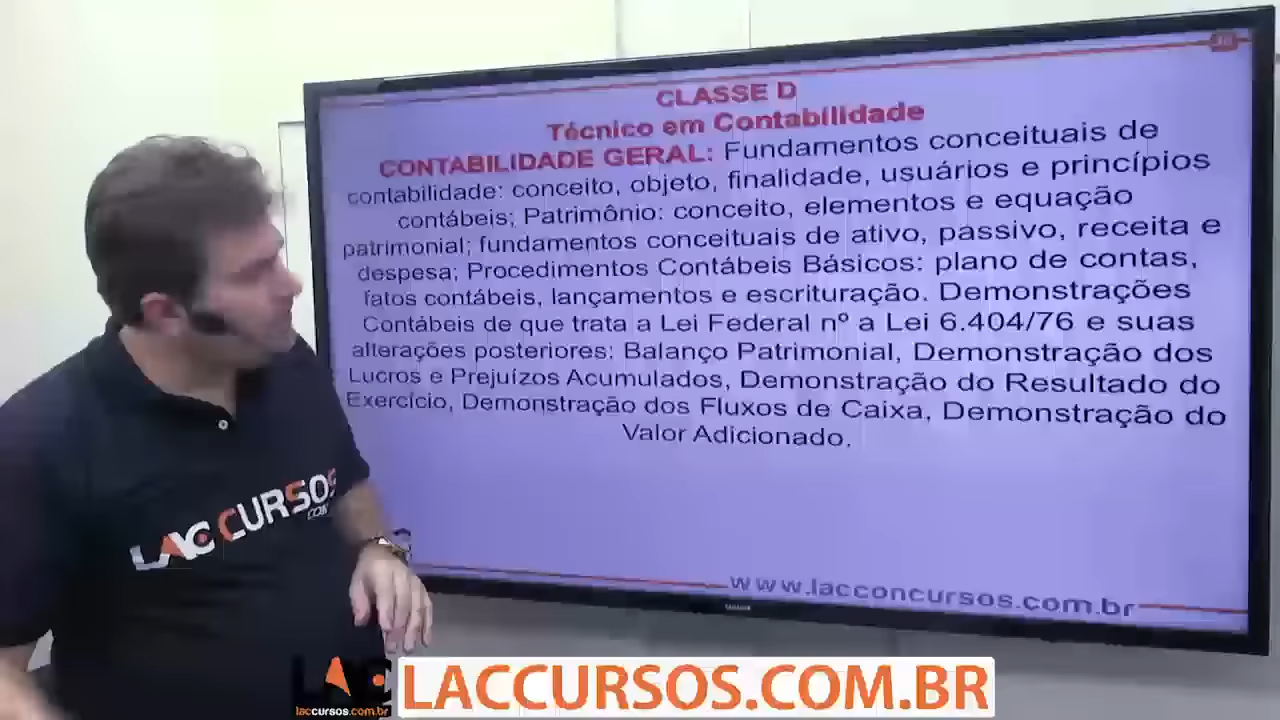 CLASSE D
Técnico em Contabilidade
CONTABILIDADE GERAL: Fundamentos conceituais de
contabilidade: conceito, objeto, finalidade, usuários e princípios
contábeis; Patrimônio: conceito, elementos e equação
patrimonial; fundamentos conceituais de ativo, passivo, receita e
despesa; Procedimentos Contábeis Básicos: plano de contas,
fatos contábeis, lançamentos e escrituração. Demonstrações
Contábeis de que trata a Lei Federal nº a Lei 6.404/76 e suas
alterações posteriores: Balanço Patrimonial, Demonstração dos
Lucros e Prejuízos Acumulados, Demonstração do Resultado do
Exercício, Demonstração dos Fluxos de Caixa, Demonstração do
Valor Adicionado.
www.lacconcursos.com.br
LAC CURSOS
.COM
LAC
laccursos.com.br
LACCURSOS.COM.BR